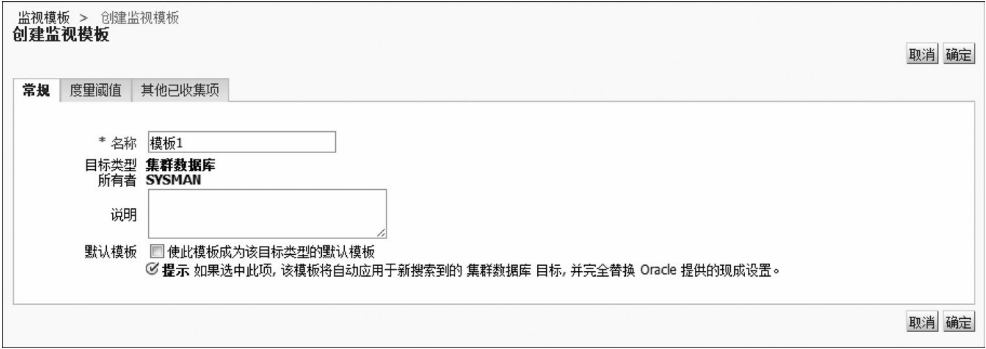 监视模板 > 创建监视模板
创建监视模板
取消 确定
常规 度量阈值 其他已收集项
* 名称 模板1
目标类型 集群数据库
所有者 SYSMAN
说明
默认模板 使此模板成为该目标类型的默认模板
提示 如果选中此项, 该模板将自动应用于新搜索到的 集群数据库 目标, 并完全替换 Oracle 提供的现成设置。
取消 确定